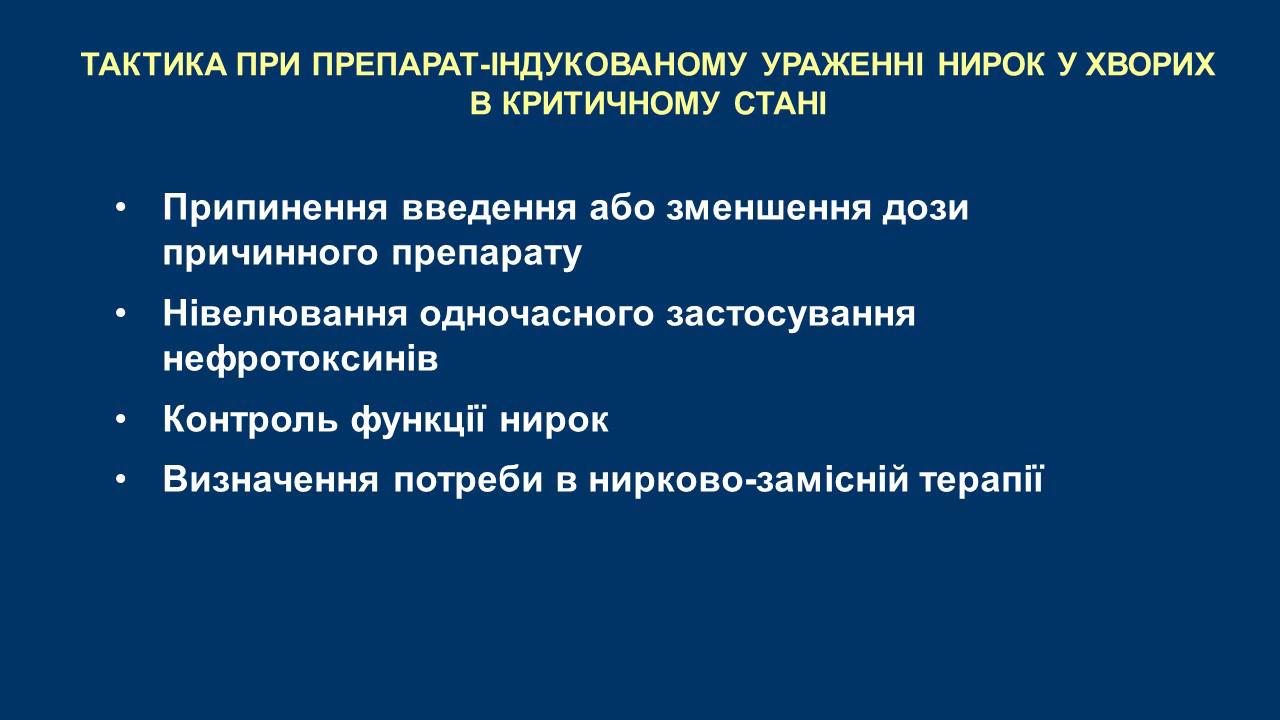 ТАКТИКА ПРИ ПРЕПАРАТ-ІНДУКОВАНОМУ УРАЖЕННІ НИРОК У ХВОРИХ
В КРИТИЧНОМУ СТАНІ
• Припинення введення або зменшення дози
причинного препарату
• Нівелювання одночасного застосування
нефротоксинів
• Контроль функції нирок
• Визначення потреби в нирково-замісній терапії